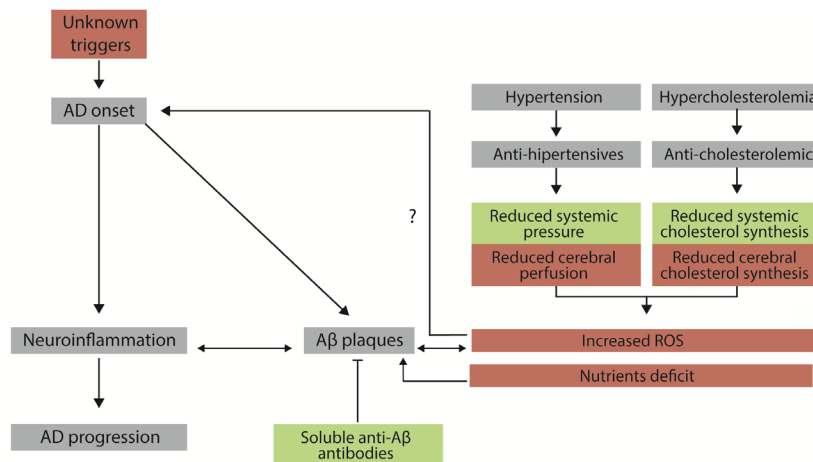 Unknown
triggers
AD onset
Hypertension
Hypercholesterolemia
Anti-hipertensives
Anti-cholesterolemic
?
Reduced systemic
pressure
Reduced systemic
cholesterol synthesis
Reduced cerebral
perfusion
Reduced cerebral
cholesterol synthesis
Neuroinflammation
Aβ plaques
Increased ROS
Nutrients deficit
AD progression
Soluble anti-Aβ
antibodies